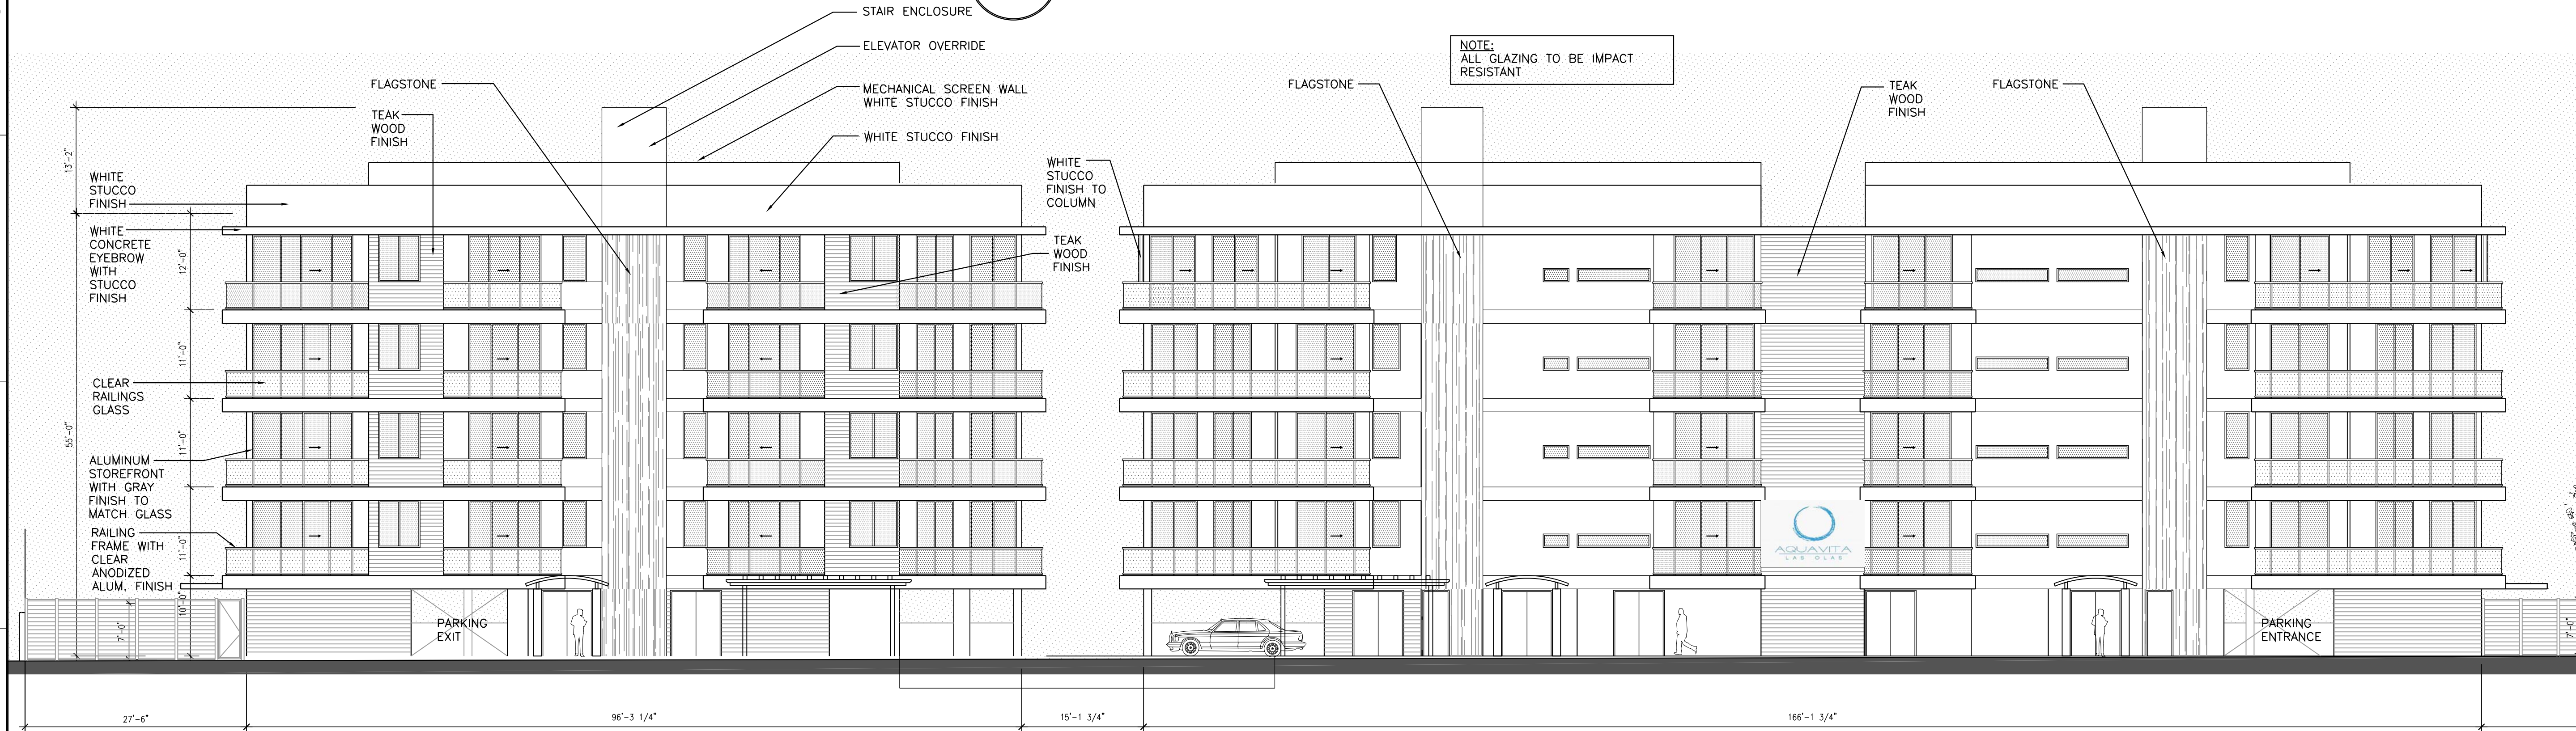 STAIR ENCLOSURE
ELEVATOR OVERRIDE
MECHANICAL SCREEN WALL
WHITE STUCCO FINISH
WHITE STUCCO FINISH
FLAGSTONE
TEAK
WOOD
FINISH
WHITE
STUCCO
FINISH
WHITE
CONCRETE
EYEBROW
WITH
STUCCO
FINISH
CLEAR
RAILINGS
GLASS
ALUMINUM
STOREFRONT
WITH GRAY
FINISH TO
MATCH GLASS
RAILING
FRAME WITH
CLEAR
ANODIZED
ALUM. FINISH
13'-2"
55'-0"
12'-0"
11'-0"
11'-0"
11'-0"
10'-0"
7'-0"
PARKING
EXIT
WHITE
STUCCO
FINISH TO
COLUMN
TEAK
WOOD
FINISH
NOTE:
ALL GLAZING TO BE IMPACT
RESISTANT
FLAGSTONE
TEAK
WOOD
FINISH
FLAGSTONE
AQUAVITA
LAS OLAS
PARKING
ENTRANCE
7'-0"
27'-6"
96'-3 1/4"
15'-1 3/4"
166'-1 3/4"